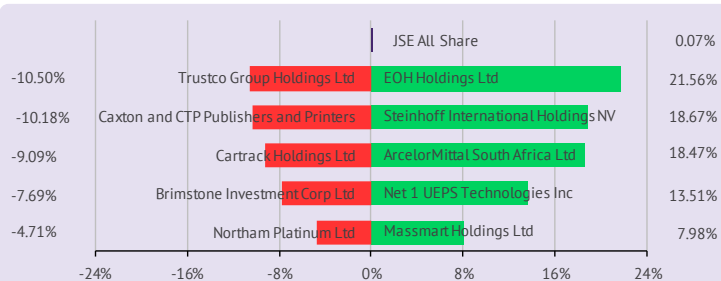 JSE All Share 0.07%
-10.50% Trustco Group Holdings Ltd EOH Holdings Ltd 21.56%
-10.18% Caxton and CTP Publishers and Printers Steinhoff International Holdings NV 18.67%
-9.09% Cartrack Holdings Ltd ArcelorMittal South Africa Ltd 18.47%
-7.69% Brimstone Investment Corp Ltd Net 1 UEPS Technologies Inc 13.51%
-4.71% Northam Platinum Ltd Massmart Holdings Ltd 7.98%
-24% -16% -8% 0% 8% 16% 24%